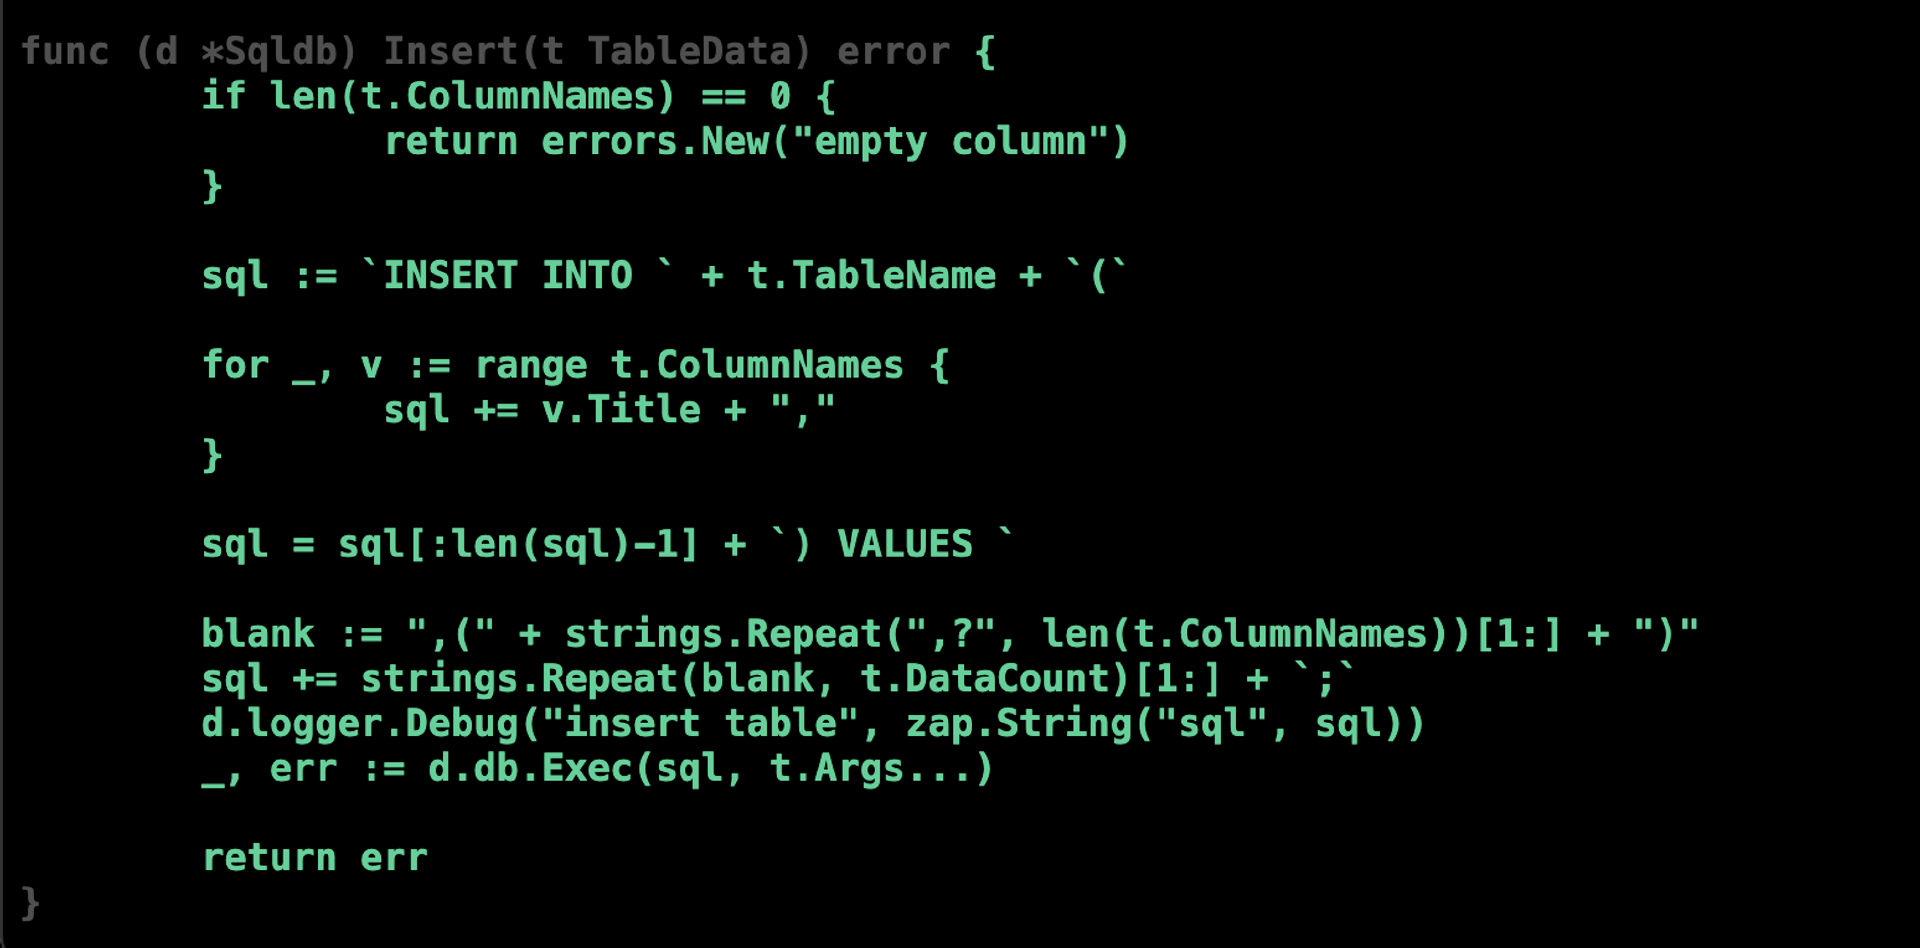 func (d *Sqldb) Insert(t TableData) error {
        if len(t.ColumnNames) == 0 {
                return errors.New("empty column")
        }

        sql := `INSERT INTO ` + t.TableName + `(`

        for _, v := range t.ColumnNames {
                sql += v.Title + ","
        }

        sql = sql[:len(sql)-1] + `) VALUES `

        blank := ",(" + strings.Repeat(",?", len(t.ColumnNames))[1:] + ")"
        sql += strings.Repeat(blank, t.DataCount)[1:] + `;`
        d.logger.Debug("insert table", zap.String("sql", sql))
        _, err := d.db.Exec(sql, t.Args...)

        return err
}